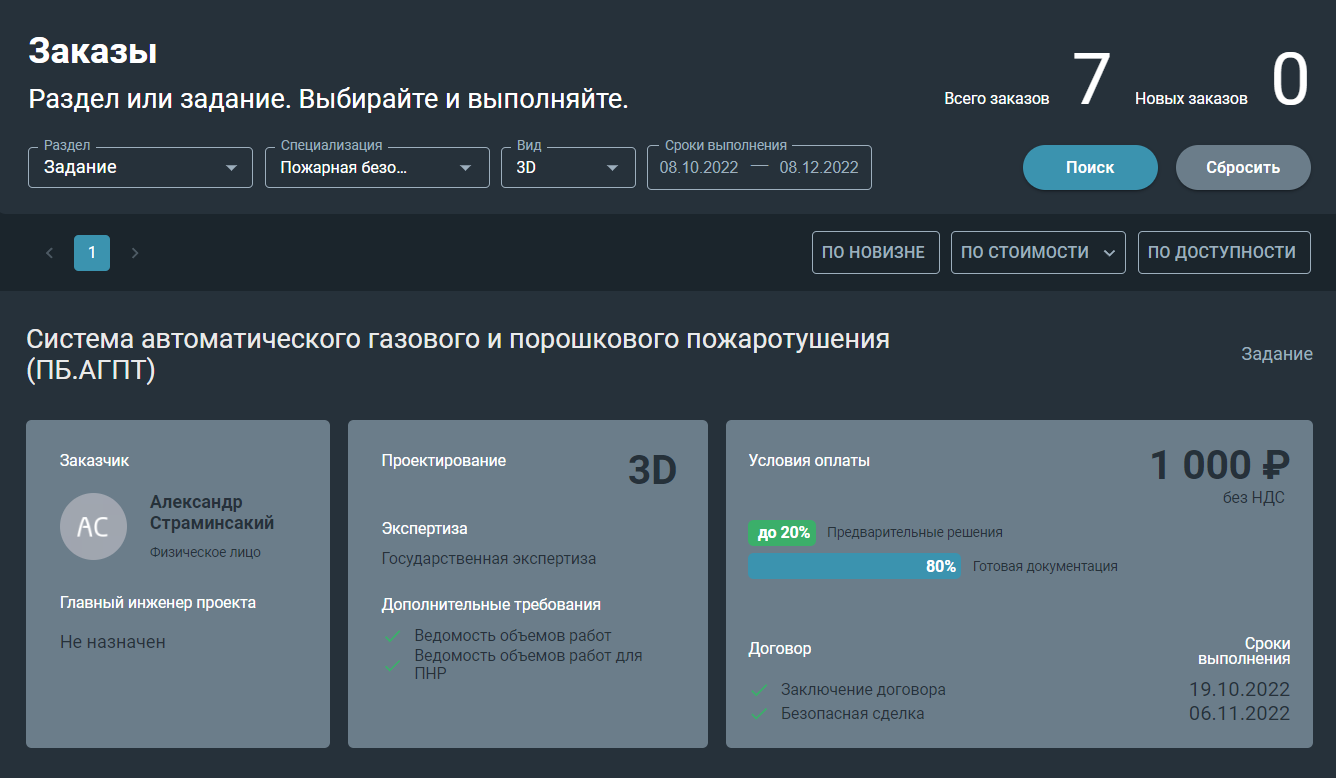 Заказы
Раздел или задание. Выбирайте и выполняйте.
Всего заказов 7 Новых заказов 0
Раздел
Задание
Специализация
Пожарная безо...
Вид
3D
Сроки выполнения
08.10.2022 — 08.12.2022
Поиск
Сбросить
1
ПО НОВИЗНЕ
ПО СТОИМОСТИ
ПО ДОСТУПНОСТИ
Система автоматического газового и порошкового пожаротушения
(ПБ.АГПТ)
Задание
Заказчик
АС
Александр
Страминсакий
Физическое лицо
Главный инженер проекта
Не назначен
Проектирование
3D
Экспертиза
Государственная экспертиза
Дополнительные требования
Ведомость объемов работ
Ведомость объемов работ для
ПНР
Условия оплаты
1 000 ₽
без НДС
до 20% Предварительные решения
80% Готовая документация
Договор
Заключение договора
Безопасная сделка
Сроки
выполнения
19.10.2022
06.11.2022